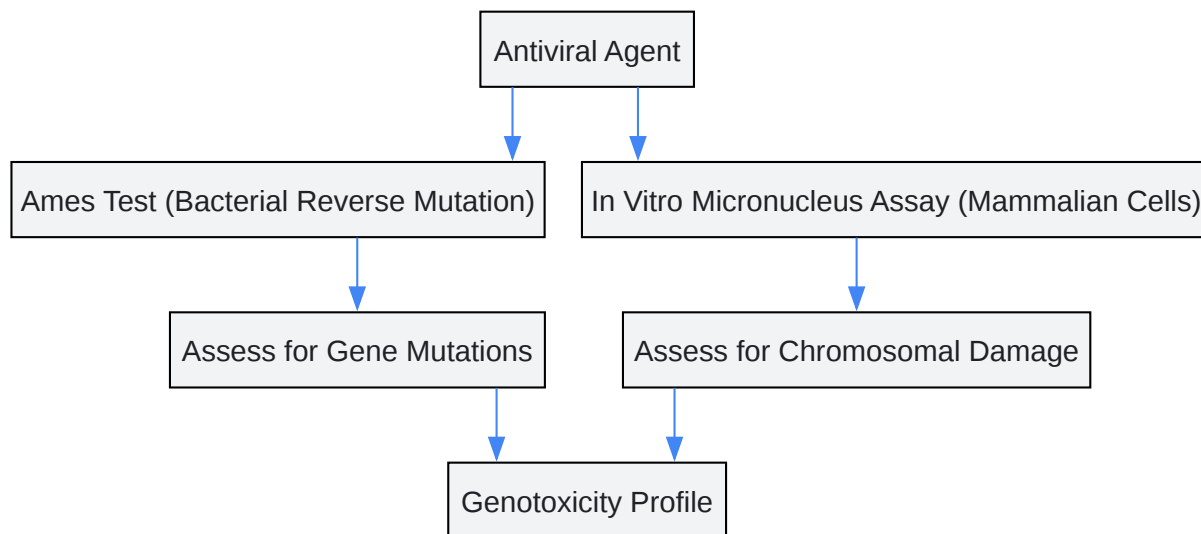 Antiviral Agent
Ames Test (Bacterial Reverse Mutation)
In Vitro Micronucleus Assay (Mammalian Cells)
Assess for Gene Mutations
Assess for Chromosomal Damage
Genotoxicity Profile